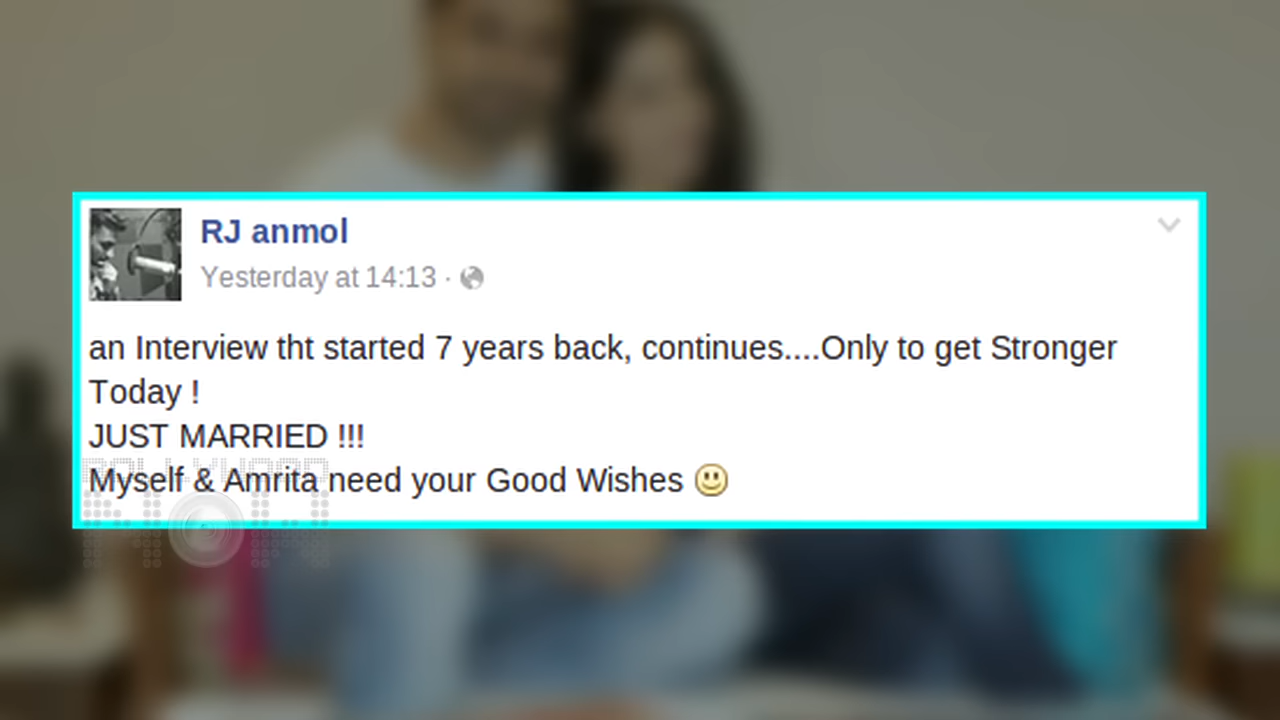 RJ anmol
Yesterday at 14:13 ·
an Interview tht started 7 years back, continues....Only to get Stronger
Today !
JUST MARRIED !!!
Myself & Amrita need your Good Wishes 🙂